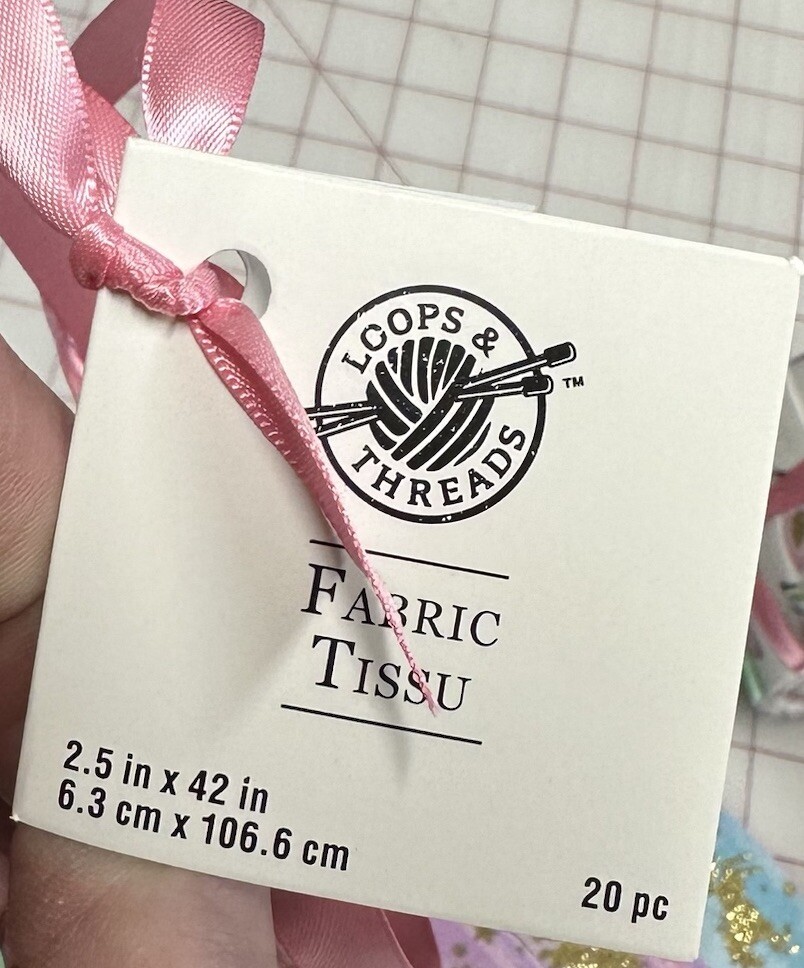 LOOPS &
THREADS
™
FABRIC
TISSU
2.5 in x 42 in
6.3 cm x 106.6 cm
20 pc